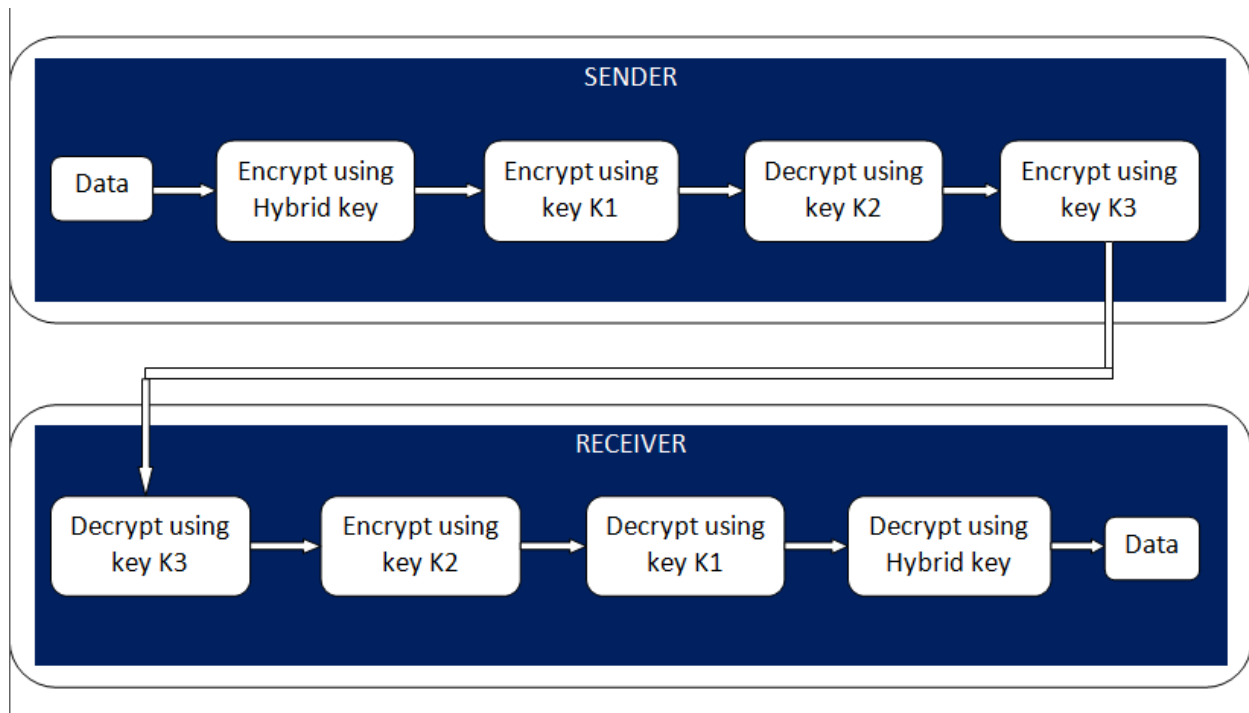 SENDER
Data
Encrypt using
Hybrid key
Encrypt using
key K1
Decrypt using
key K2
Encrypt using
key K3
RECEIVER
Decrypt using
key K3
Encrypt using
key K2
Decrypt using
key K1
Decrypt using
Hybrid key
Data